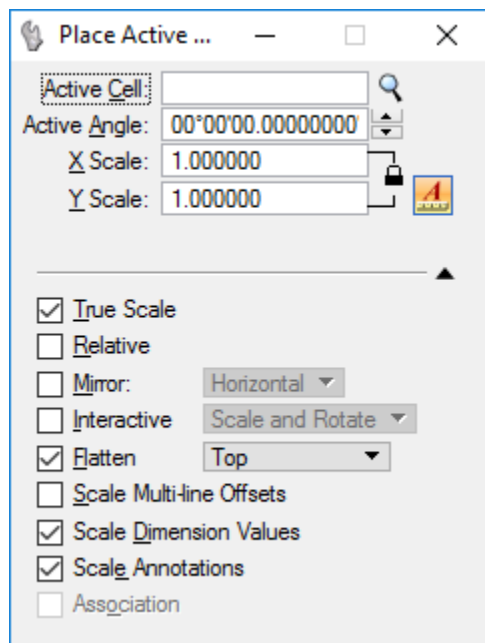 Place Active ...
Active Cell:
Active Angle: 00°00'00.00000000"
X Scale: 1.000000
Y Scale: 1.000000
A
True Scale
Relative
Mirror: Horizontal
Interactive Scale and Rotate
Flatten Top
Scale Multi-line Offsets
Scale Dimension Values
Scale Annotations
Association